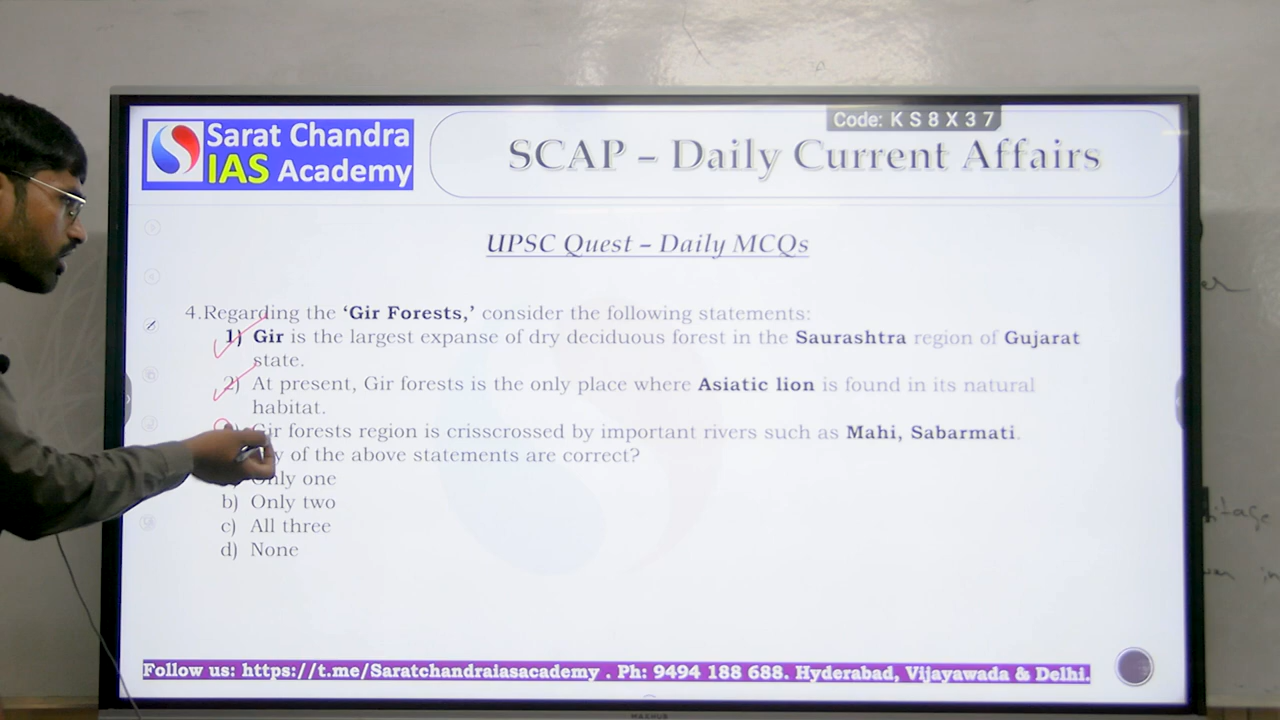 Code: K S 8 X 3 7
Sarat Chandra
IAS Academy
SCAP – Daily Current Affairs
UPSC Quest – Daily MCQs
4.Regarding the ‘Gir Forests,’ consider the following statements:
1) Gir is the largest expanse of dry deciduous forest in the Saurashtra region of Gujarat
state.
2) At present, Gir forests is the only place where Asiatic lion is found in its natural
habitat.
Gir forests region is crisscrossed by important rivers such as Mahi, Sabarmati.
of the above statements are correct?
Only one
b) Only two
c) All three
d) None
Follow us: https://t.me/Saratchandraiasacademy . Ph: 9494 188 688. Hyderabad, Vijayawada & Delhi.